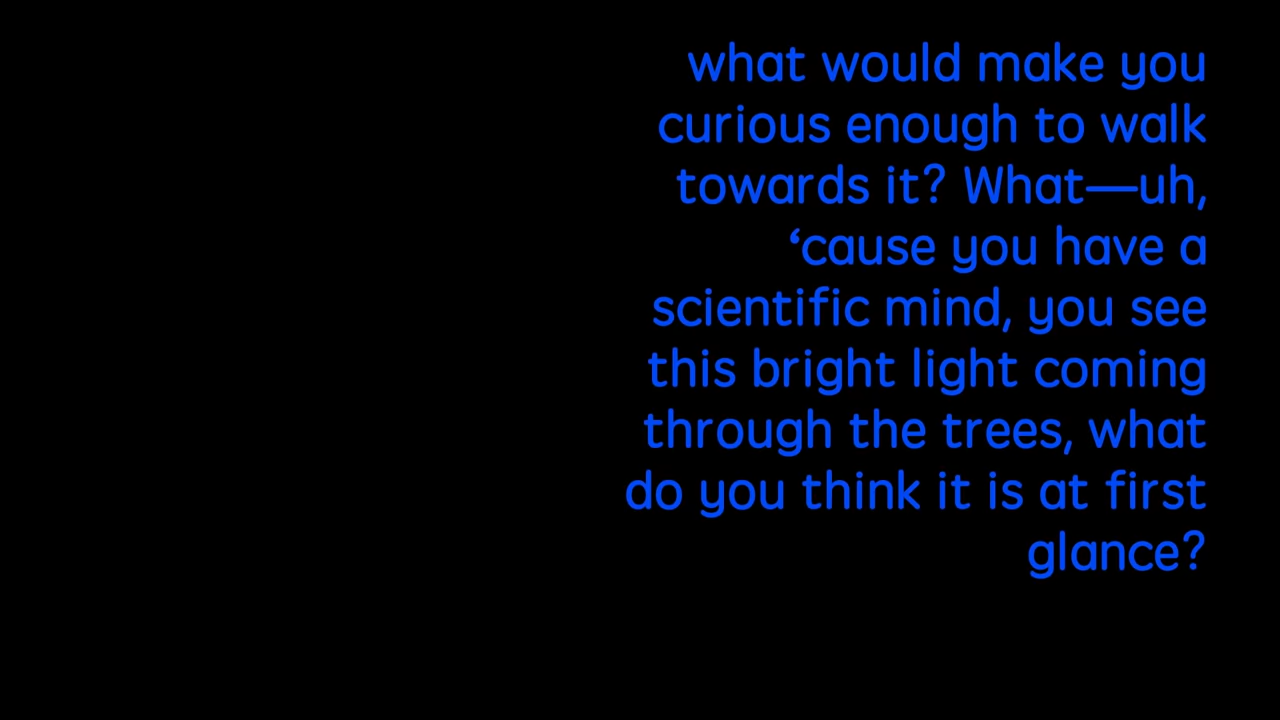 what would make you
curious enough to walk
towards it? What—uh,
‘cause you have a
scientific mind, you see
this bright light coming
through the trees, what
do you think it is at first
glance?